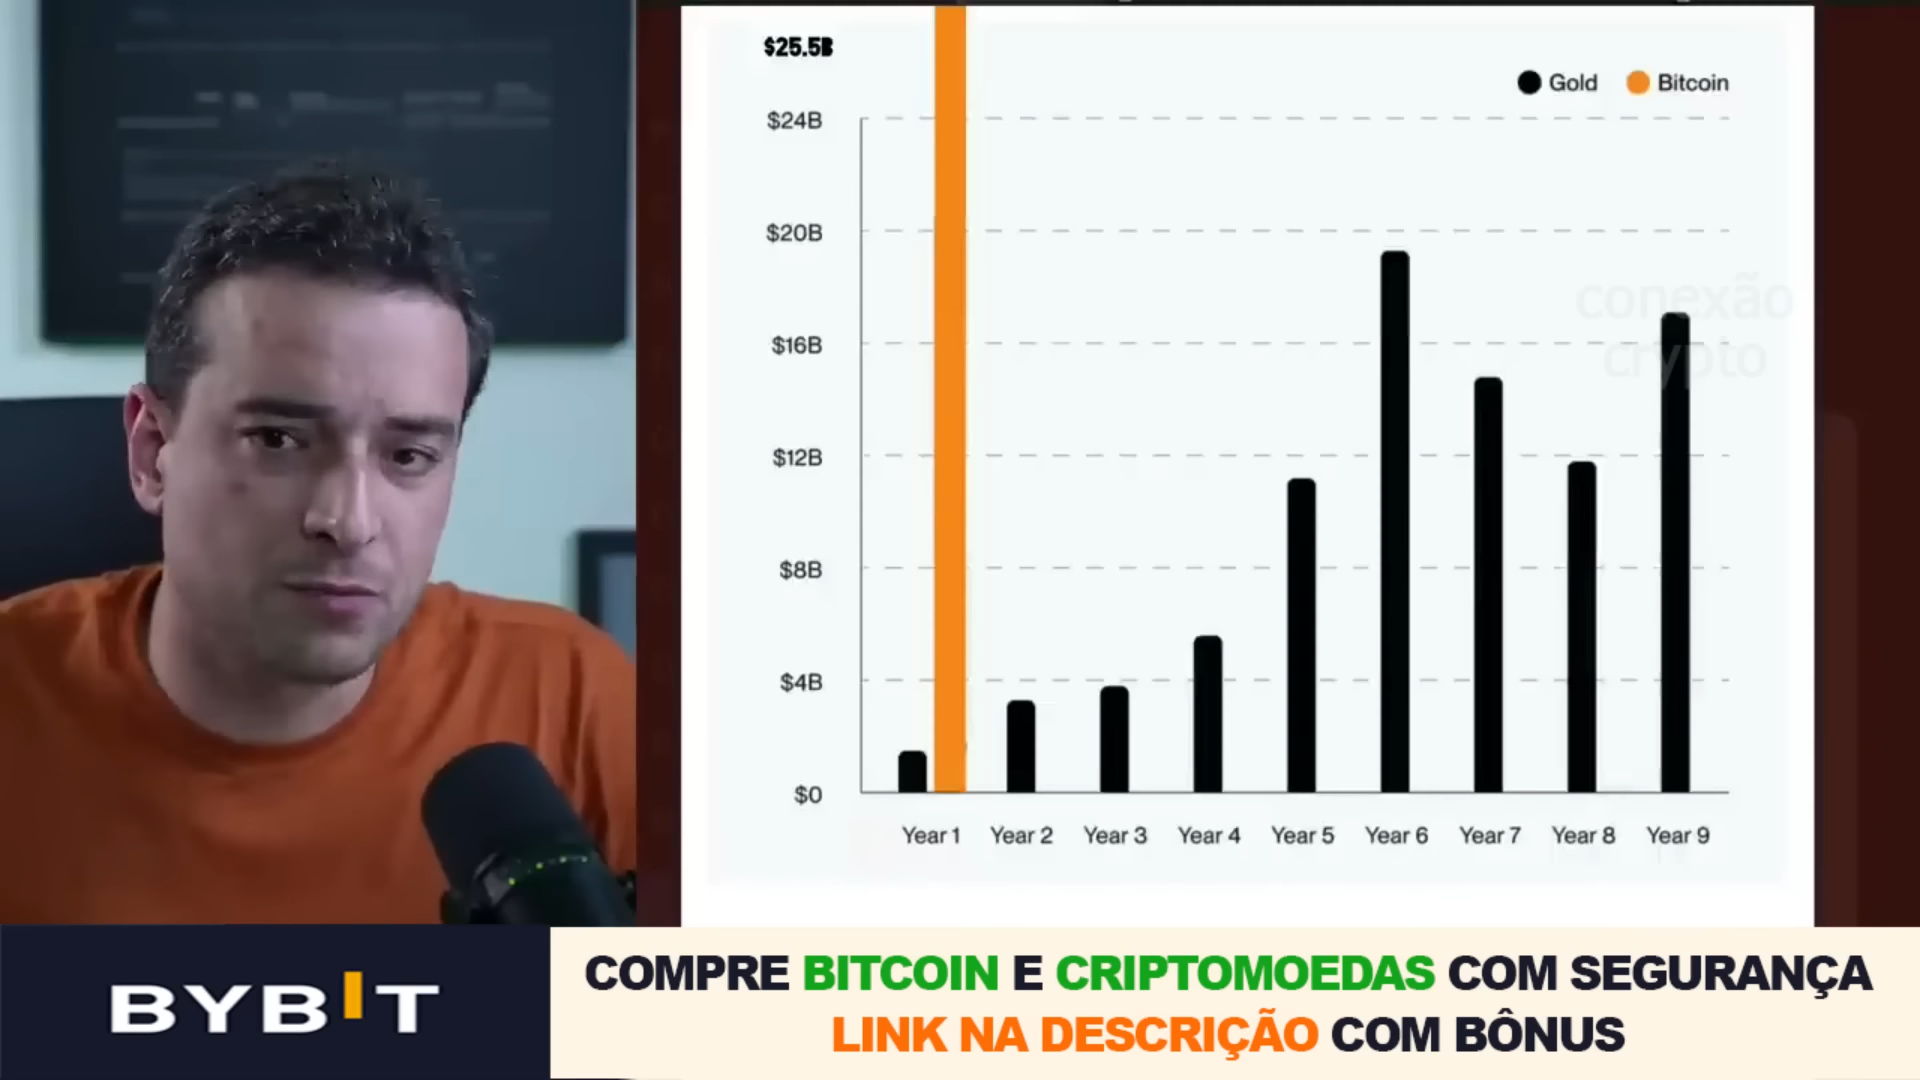 $25.5B
Gold
Bitcoin
$24B
$20B
$16B
$12B
$8B
$4B
$0
conexão
crypto
Year 1
Year 2
Year 3
Year 4
Year 5
Year 6
Year 7
Year 8
Year 9
BYBIT
COMPRE BITCOIN E CRIPTOMOEDAS COM SEGURANÇA
LINK NA DESCRIÇÃO COM BÔNUS